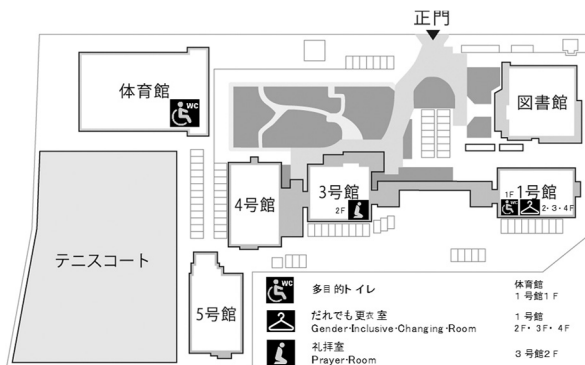 正門
体育館
WC
図書館
4号館
3号館
2F
1F
1号館
2・3・4F
テニスコート
5号館
WC
多目的トイレ
体育館
1号館1F
だれでも更衣室
Gender-Inclusive-Changing-Room
1号館
2F・3F・4F
礼拝室
Prayer-Room
3号館2F